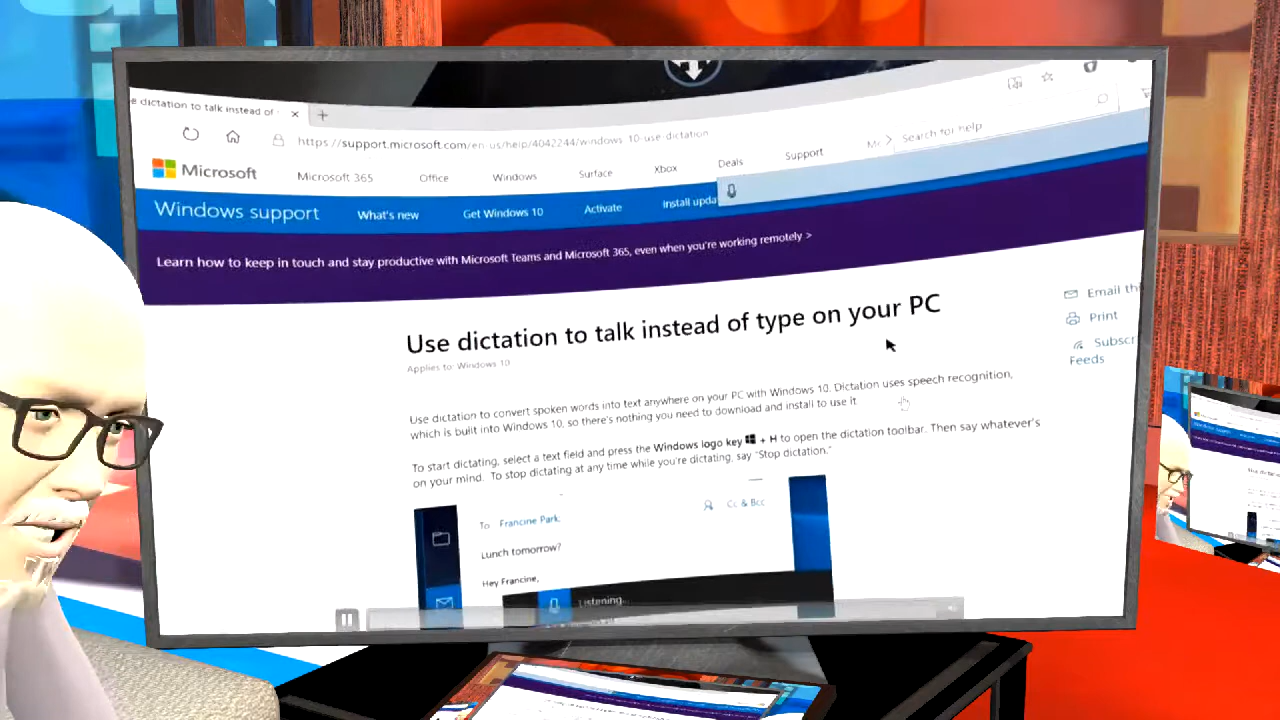 e dictation to talk instead of
https://support.microsoft.com/en-us/help/4042244/windows-10-use-dictation
Microsoft
Microsoft 365
Office
Windows
Surface
Xbox
Deals
Support
Search for help
Windows support
What's new
Get Windows 10
Activate
Install upda
Learn how to keep in touch and stay productive with Microsoft Teams and Microsoft 365, even when you're working remotely >
Use dictation to talk instead of type on your PC
Applies to: Windows 10
Email thi
Print
Subscr
Feeds
Use dictation to convert spoken words into text anywhere on your PC with Windows 10. Dictation uses speech recognition,
which is built into Windows 10, so there's nothing you need to download and install to use it.
To start dictating, select a text field and press the Windows logo key + H to open the dictation toolbar. Then say whatever's
on your mind. To stop dictating at any time while you're dictating, say "Stop dictation."
To Francine Park;
Cc & Bcc
Lunch tomorrow?
Hey Francine,
Listening...